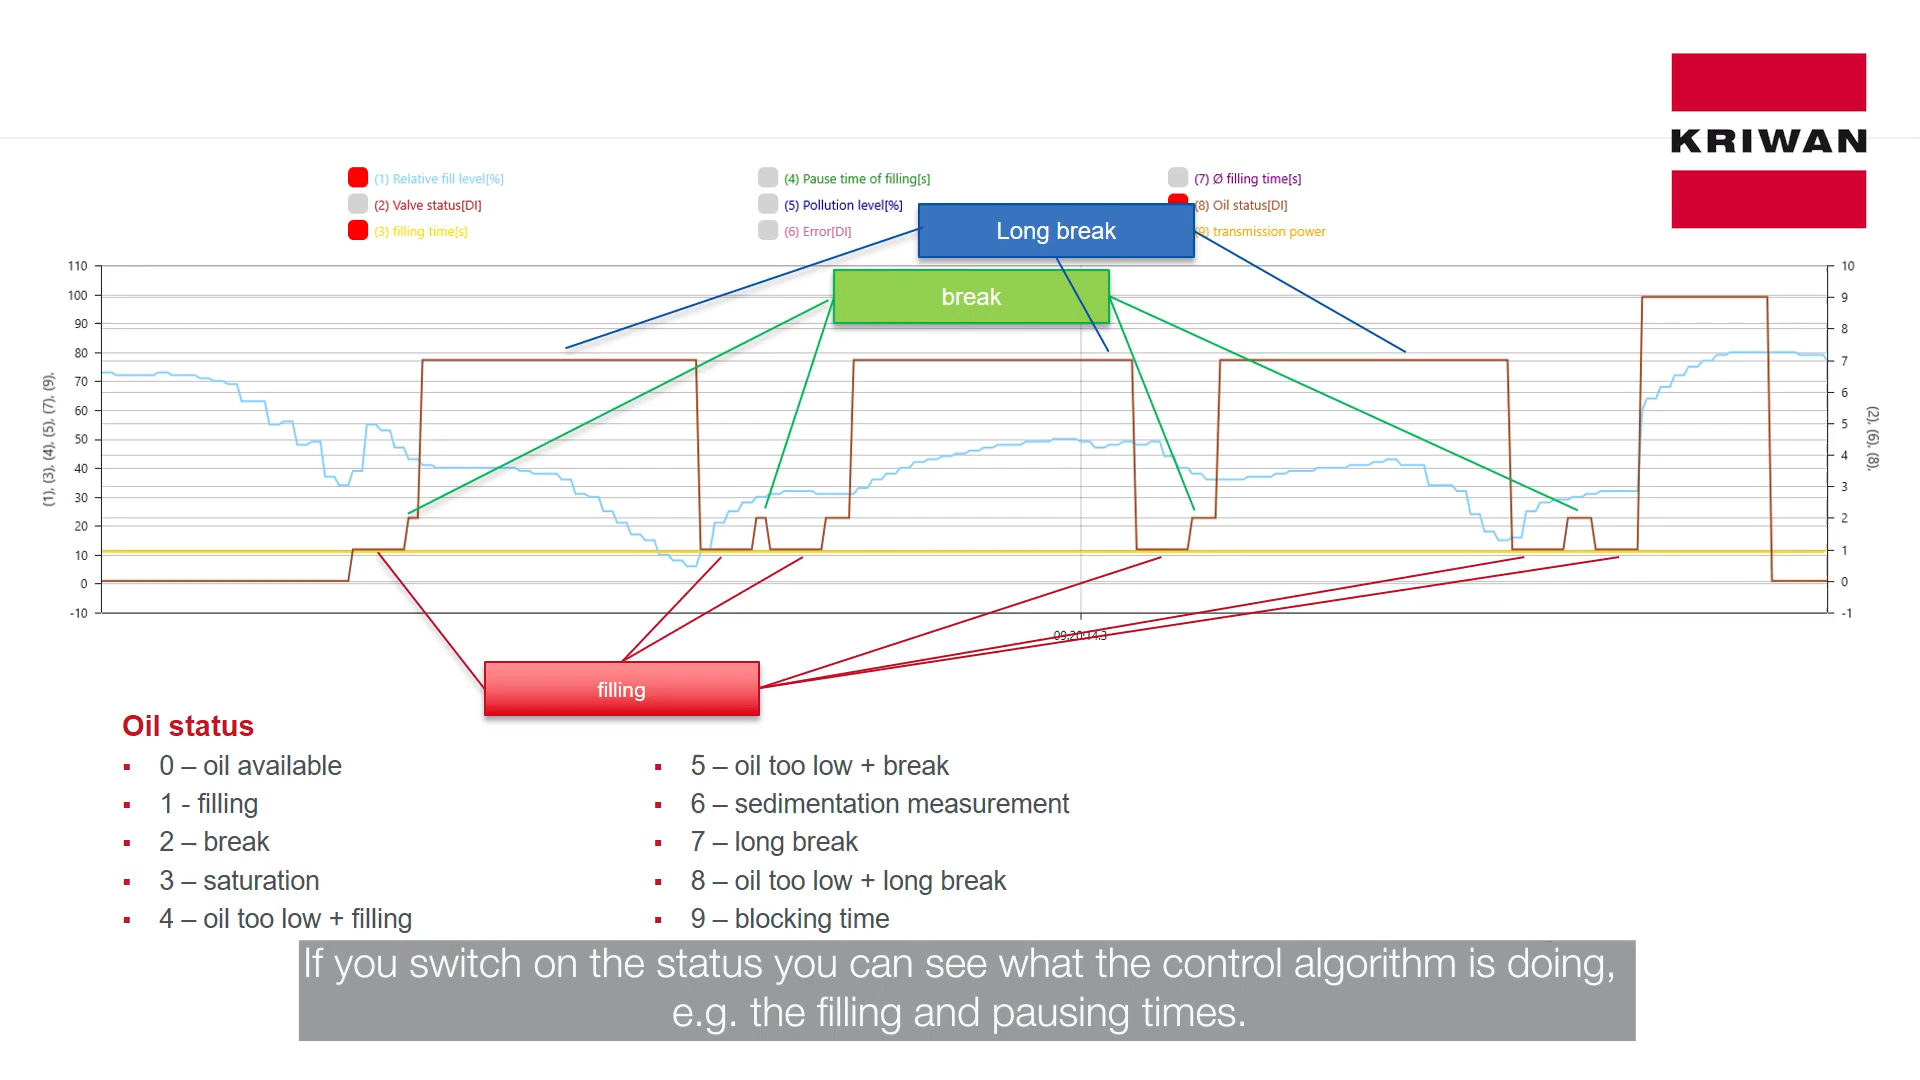 KRIWAN
(1) Relative fill level[%]
(2) Valve status[DI]
(3) filling time[s]
(4) Pause time of filling[s]
(5) Pollution level[%]
(6) Error[DI]
(7) Ø filling time[s]
(8) Oil status[DI]
(9) transmission power
Long break
break
110
100
90
80
70
60
50
40
30
20
10
0
-10
(1), (3), (4), (5), (7), (9),
10
9
8
7
6
5
4
3
2
1
0
-1
(2), (6), (8),
09:20:14.3
filling
Oil status
▪ 0 – oil available
▪ 1 - filling
▪ 2 – break
▪ 3 – saturation
▪ 4 – oil too low + filling
▪ 5 – oil too low + break
▪ 6 – sedimentation measurement
▪ 7 – long break
▪ 8 – oil too low + long break
▪ 9 – blocking time
If you switch on the status you can see what the control algorithm is doing,
e.g. the filling and pausing times.